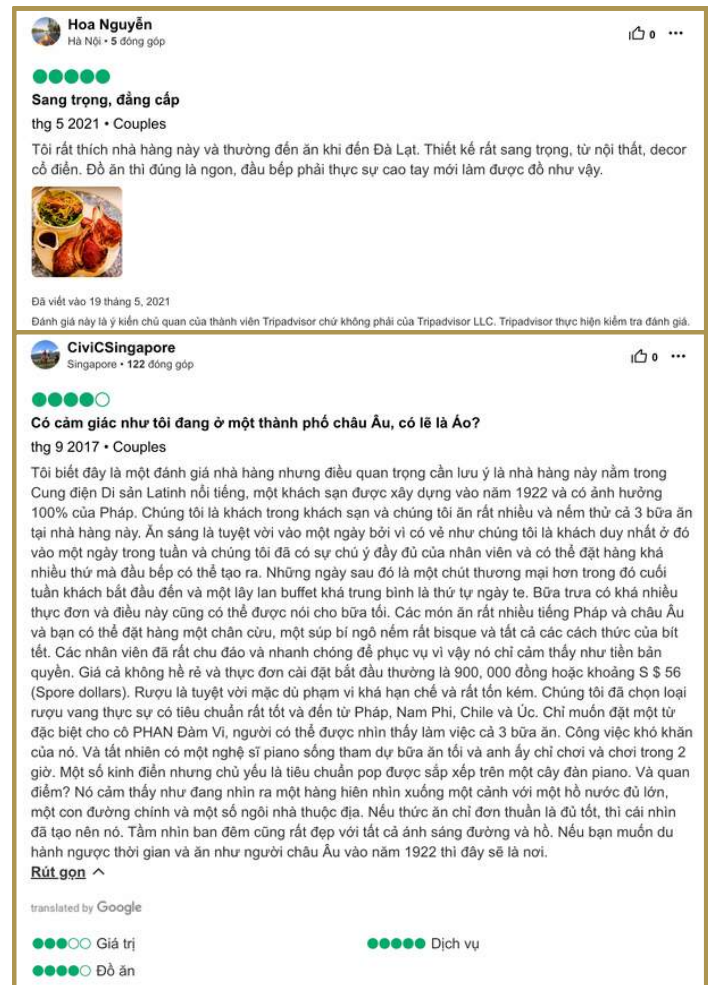 Hoa Nguyễn
Hà Nội • 5 đóng góp
0 •••
Sang trọng, đẳng cấp
thg 5 2021 • Couples
Tôi rất thích nhà hàng này và thường đến ăn khi đến Đà Lạt. Thiết kế rất sang trọng, từ nội thất, decor
cổ điển. Đồ ăn thì đúng là ngon, đầu bếp phải thực sự cao tay mới làm được đồ như vậy.
Đã viết vào 19 tháng 5, 2021
Đánh giá này là ý kiến chủ quan của thành viên Tripadvisor chứ không phải của Tripadvisor LLC. Tripadvisor thực hiện kiểm tra đánh giá.
CiviCSingapore
Singapore • 122 đóng góp
0 •••
Có cảm giác như tôi đang ở một thành phố châu Âu, có lẽ là Áo?
thg 9 2017 • Couples
Tôi biết đây là một đánh giá nhà hàng nhưng điều quan trọng cần lưu ý là nhà hàng này nằm trong
Cung điện Di sản Latinh nổi tiếng, một khách sạn được xây dựng vào năm 1922 và có ảnh hưởng
100% của Pháp. Chúng tôi là khách trong khách sạn và chúng tôi ăn rất nhiều và nếm thử cả 3 bữa ăn
tại nhà hàng này. Ăn sáng là tuyệt vời vào một ngày bởi vì có vẻ như chúng tôi là khách duy nhất ở đó
vào một ngày trong tuần và chúng tôi đã có sự chú ý đầy đủ của nhân viên và có thể đặt hàng khá
nhiều thứ mà đầu bếp có thể tạo ra. Những ngày sau đó là một chút thương mại hơn trong đó cuối
tuần khách bắt đầu đến và một lây lan buffet khá trung bình là thứ tự ngày te. Bữa trưa có khá nhiều
thực đơn và điều này cũng có thể được nói cho bữa tối. Các món ăn rất nhiều tiếng Pháp và châu Âu
và bạn có thể đặt hàng một chân cừu, một súp bí ngô nếm rất bisque và tất cả các cách thức của bít
tết. Các nhân viên đã rất chu đáo và nhanh chóng để phục vụ vì vậy nó chỉ cảm thấy như tiền bản
quyền. Giá cả không hề rẻ và thực đơn cài đặt bắt đầu thường là 900, 000 đồng hoặc khoảng S $ 56
(Spore dollars). Rượu là tuyệt vời mặc dù phạm vi khá hạn chế và rất tốn kém. Chúng tôi đã chọn loại
rượu vang thực sự có tiêu chuẩn rất tốt và đến từ Pháp, Nam Phi, Chile và Úc. Chỉ muốn đặt một từ
đặc biệt cho cô PHAN Đàm Vi, người có thể được nhìn thấy làm việc cả 3 bữa ăn. Công việc khó khăn
của nó. Và tất nhiên có một nghệ sĩ piano sống tham dự bữa ăn tối và anh ấy chỉ chơi và chơi trong 2
giờ. Một số kinh điển nhưng chủ yếu là tiêu chuẩn pop được sắp xếp trên một cây đàn piano. Và quan
điểm? Nó cảm thấy như đang nhìn ra một hàng hiên nhìn xuống một cảnh với một hồ nước đủ lớn,
một con đường chính và một số ngôi nhà thuộc địa. Nếu thức ăn chỉ đơn thuần là đủ tốt, thì cái nhìn
đã tạo nên nó. Tầm nhìn ban đêm cũng rất đẹp với tất cả ánh sáng đường và hồ. Nếu bạn muốn du
hành ngược thời gian và ăn như người châu Âu vào năm 1922 thì đây sẽ là nơi.
Rút gọn
translated by Google
Giá trị
Dịch vụ
Đồ ăn